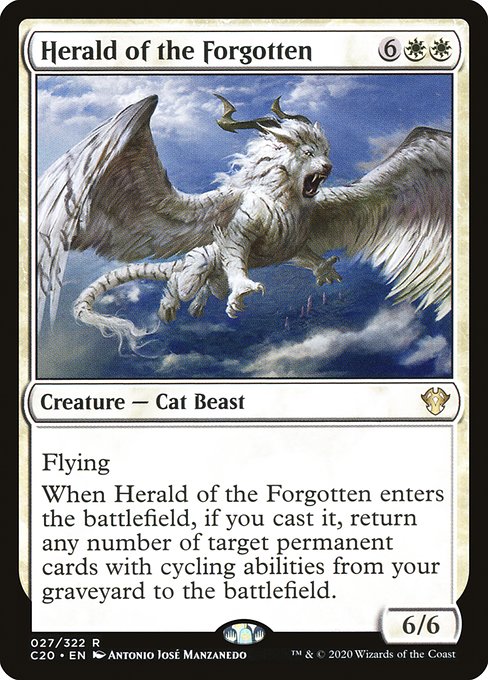 Herald of the Forgotten 6
Creature — Cat Beast
Flying
When Herald of the Forgotten enters
the battlefield, if you cast it, return
any number of target permanent
cards with cycling abilities from your
graveyard to the battlefield.
6/6
027/322 R
C20 • EN Antonio José Manzanedo ™ & © 2020 Wizards of the Coast